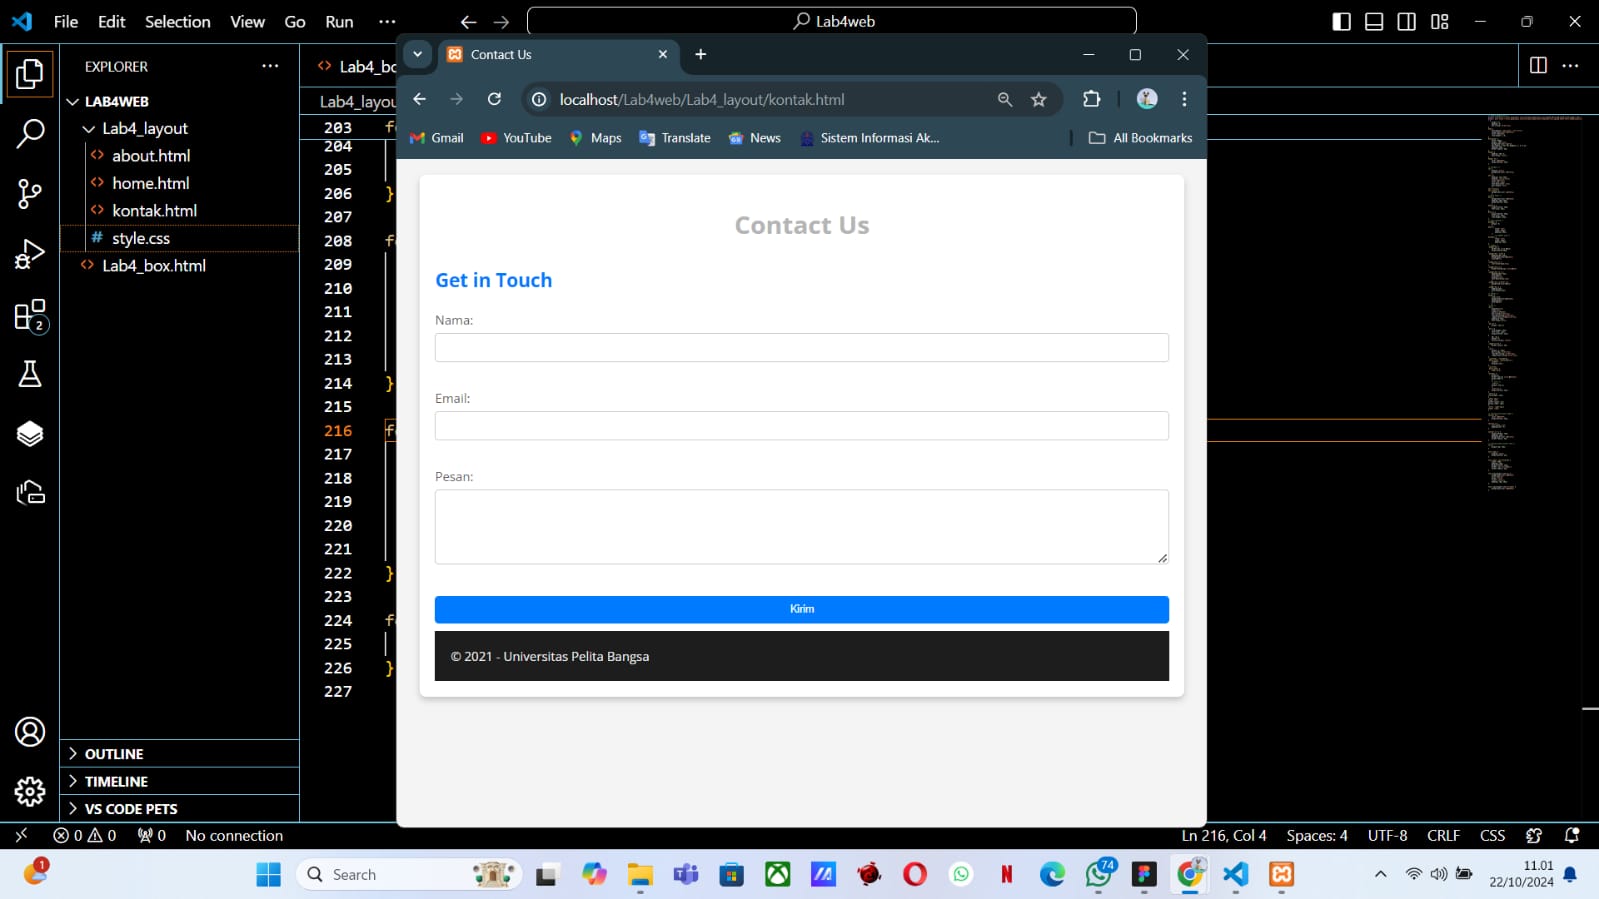 File Edit Selection View Go Run ···
Lab4web
EXPLORER
LAB4WEB
Lab4_layout
about.html
home.html
kontak.html
# style.css
Lab4_box.html
OUTLINE
TIMELINE
VS CODE PETS
Lab4_bo
Lab4_layou
203 f
204
205
206 }
207
208 f
209
210
211
212
213
214 }
215
216 f
217
218
219
220
221
222 }
223
224 f
225
226 }
227
Contact Us
localhost/Lab4web/Lab4_layout/kontak.html
Gmail YouTube Maps Translate News Sistem Informasi Ak... All Bookmarks
Contact Us
Get in Touch
Nama:
Email:
Pesan:
Kirim
© 2021 - Universitas Pelita Bangsa
2
0 0 0 No connection
Ln 216, Col 4 Spaces: 4 UTF-8 CRLF CSS
1
Search
74
11.01
22/10/2024